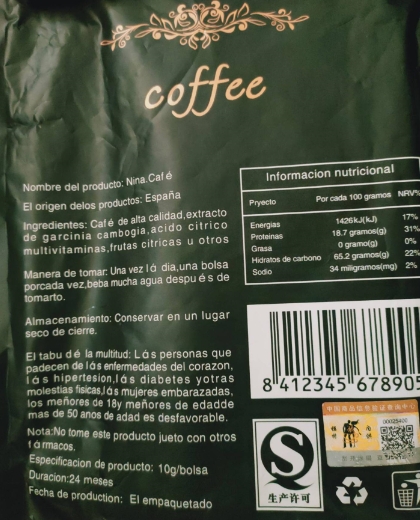 coffee
Nombre del producto: Nina.Café
El origen delos productos: España
Ingredientes: Café de alta calidad,extracto
de garcinia cambogia,acido citrico
multivitaminas,frutas citricas u otros
Manera de tomar: Una vez lá dia,una bolsa
porcada vez,beba mucha agua después de
tomarto.
Almacenamiento: Conservar en un lugar
seco de cierre.
El tabu dé la multitud: Lás personas que
padecen de lás enfermedades del corazon,
lás hipertesion,lás diabetes yotras
molestias fisicas,lás mujeres embarazadas,
los menores de 18y meñores de edadde
mas de 50 anos de adad es desfavorable.
Nota:No tome este producto jueto con otros
fármacos.
Especificacion de producto: 10g/bolsa
Duracion:24 meses
Fecha de production: El empaquetado
Informacion nutricional
Pryecto Por cada 100 gramos NRV%
Energias 1426kJ(kJ) 17%
Proteinas 18.7 gramos(g) 31%
Grasa 0 gramo(g) 0%
Hidratos de carbono 65.2 gramos(g) 22%
Sodio 34 miligramos(mg) 2%
8 412345 678905
S
生产许可